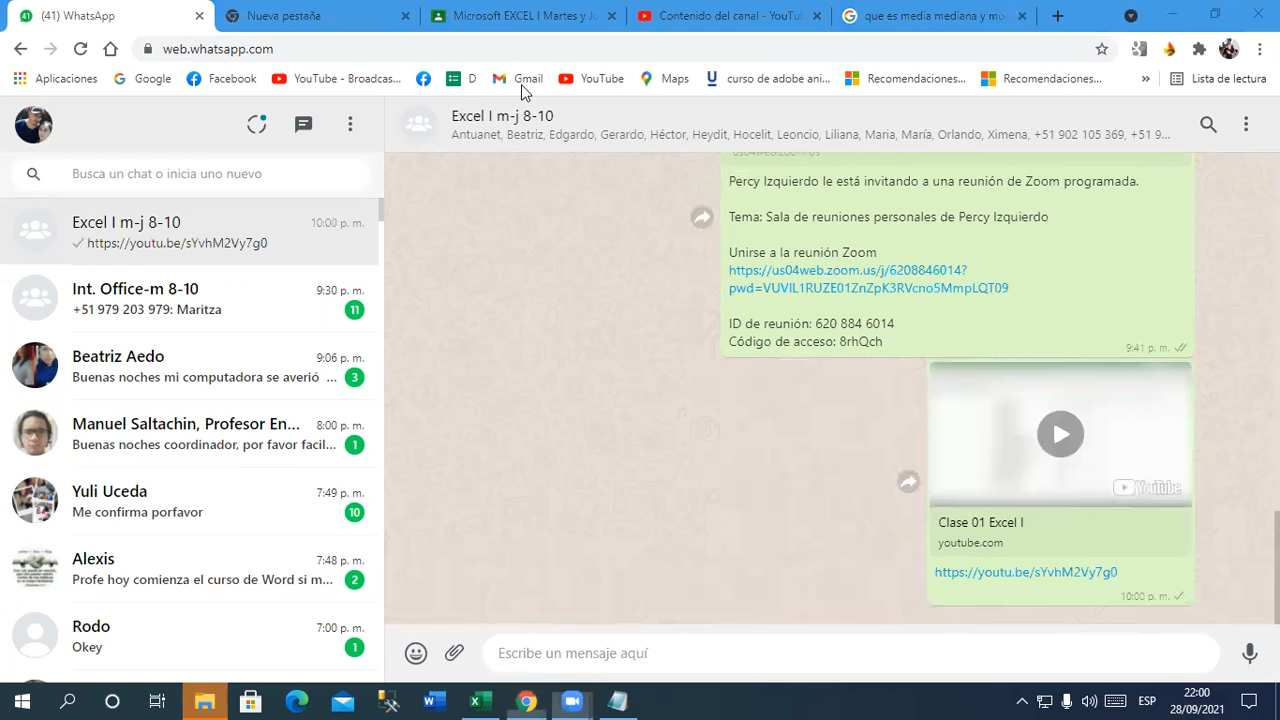 (41) WhatsApp
Nueva pestaña
Microsoft EXCEL I Martes y Ju
Contenido del canal - YouTu
que es media mediana y mo
web.whatsapp.com
Aplicaciones
Google
Facebook
YouTube - Broadcas...
D
Gmail
YouTube
Maps
curso de adobe ani...
Recomendaciones...
Recomendaciones...
»
Lista de lectura
Excel I m-j 8-10
Antuanet, Beatriz, Edgardo, Gerardo, Héctor, Heydit, Hocelit, Leoncio, Liliana, Maria, María, Orlando, Ximena, +51 902 105 369, +51 9...
Busca un chat o inicia uno nuevo
Excel I m-j 8-10
10:00 p. m.
https://youtu.be/sYvhM2Vy7g0
Int. Office-m 8-10
9:30 p. m.
+51 979 203 979: Maritza
11
Beatriz Aedo
9:06 p. m.
Buenas noches mi computadora se averió ...
3
Manuel Saltachin, Profesor En...
8:00 p. m.
Buenas noches coordinador, por favor facil...
1
Yuli Uceda
7:49 p. m.
Me confirma porfavor
10
Alexis
7:48 p. m.
Profe hoy comienza el curso de Word si m...
2
Rodo
7:00 p. m.
Okey
1
us04web.zoom.us
Percy Izquierdo le está invitando a una reunión de Zoom programada.
Tema: Sala de reuniones personales de Percy Izquierdo
Unirse a la reunión Zoom
https://us04web.zoom.us/j/6208846014?
pwd=VUVIL1RUZE01ZnZpK3RVcno5MmpLQT09
ID de reunión: 620 884 6014
Código de acceso: 8rhQch
9:41 p. m.
YouTube
Clase 01 Excel I
youtube.com
https://youtu.be/sYvhM2Vy7g0
10:00 p. m.
Escribe un mensaje aquí
ESP
22:00
28/09/2021